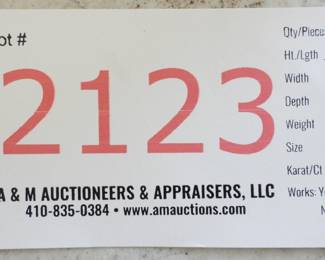 ot #
2123
A & M AUCTIONEERS & APPRAISERS, LLC
410-835-0384 • www.amauctions.com
Qty/Piece
Ht./Lgth
Width
Depth
Weight
Size
Karat/Ct
Works: Y
N